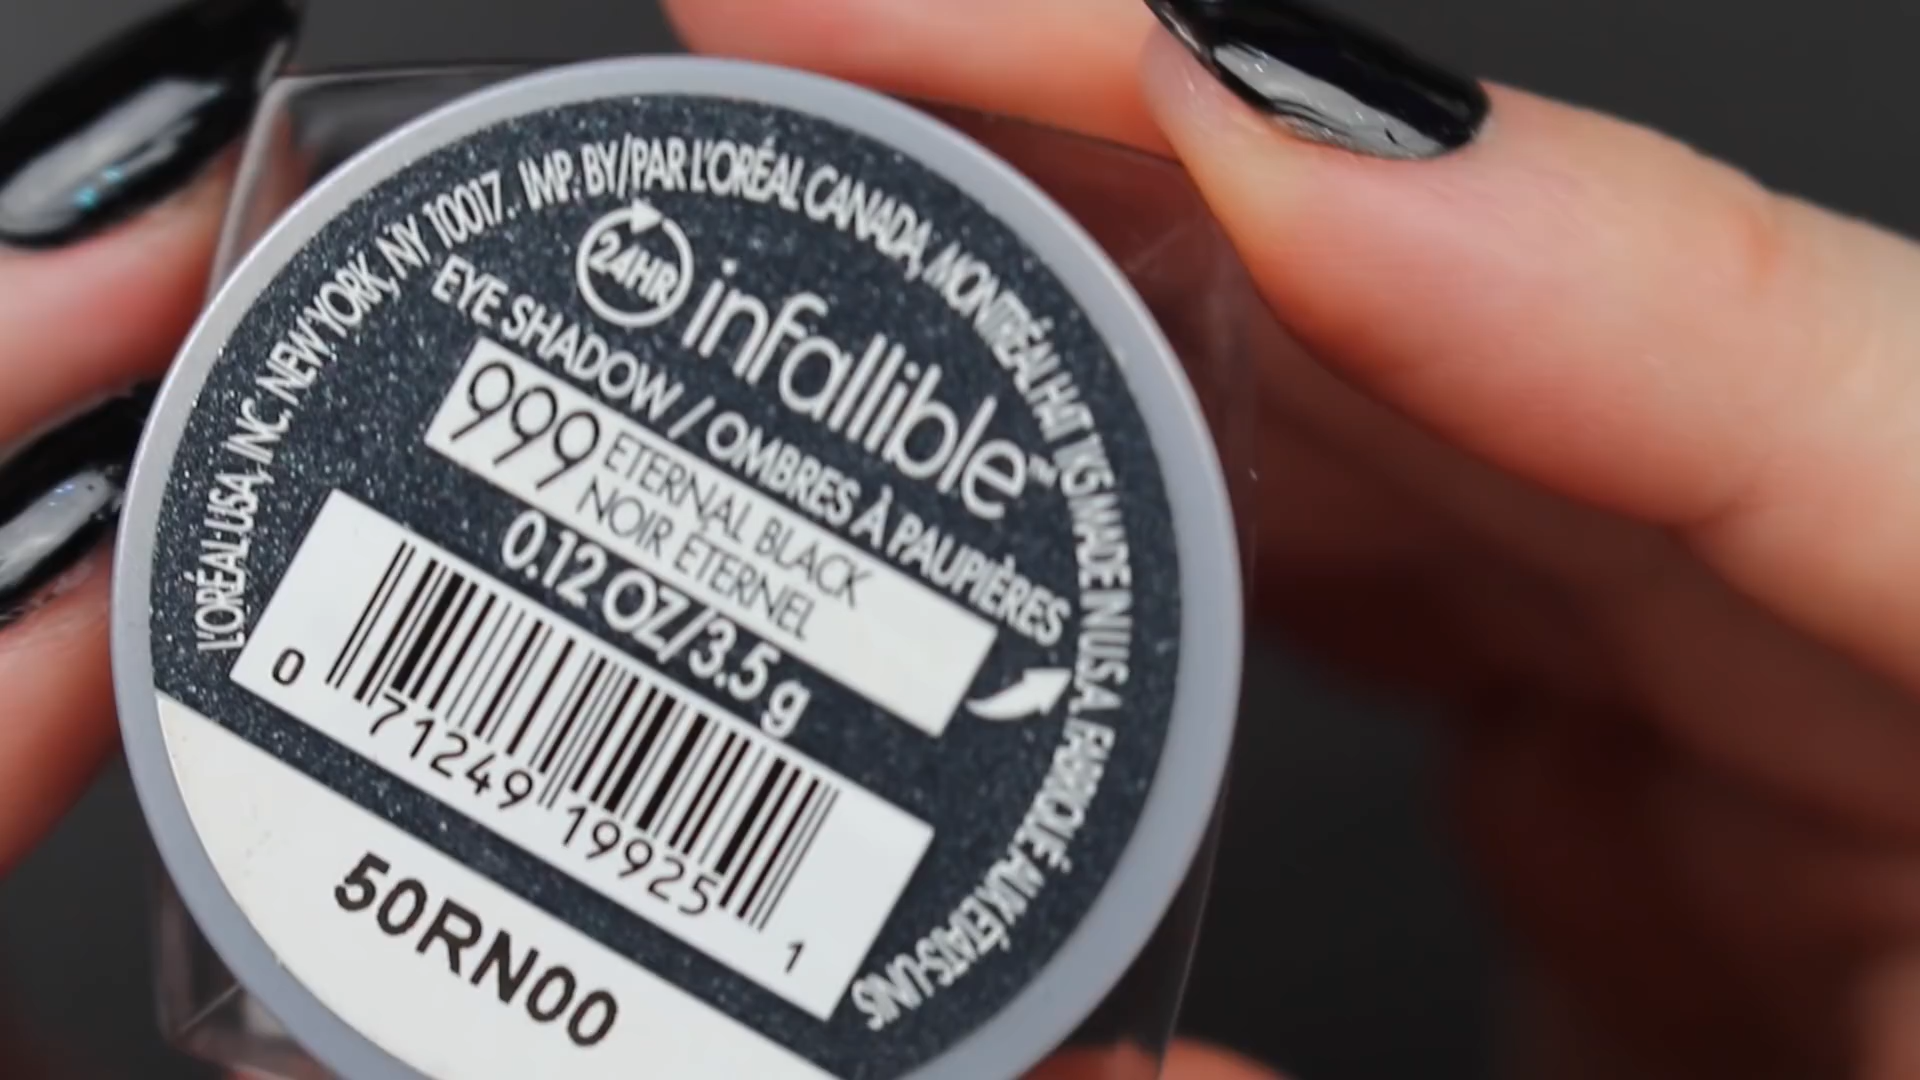 L'ORÉAL USA, INC. NEW YORK, NY 10017. IMP. BY/PAR L'ORÉAL CANADA, MONTRÉAL H4T 1K5 MADE IN U.S.A. FABRIQUÉ AUX ÉTATS-UNIS
24HR infallible™
EYE SHADOW / OMBRES À PAUPIÈRES
999 ETERNAL BLACK
NOIR ETERNEL
0.12 OZ/3.5 g
0 71249 19925 1
50RN00